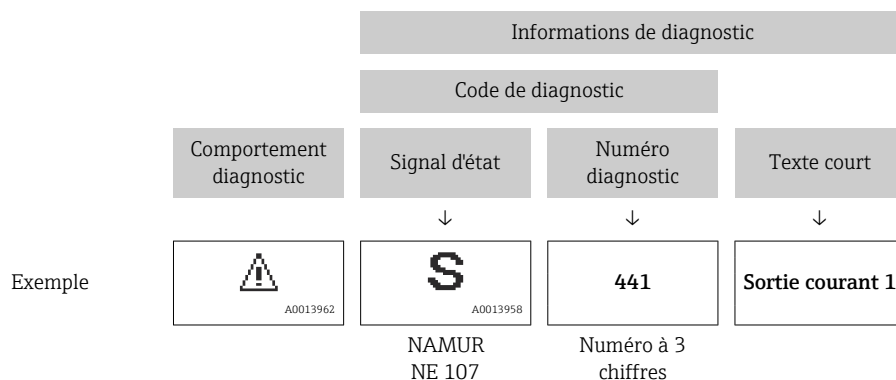 Informations de diagnostic
Code de diagnostic
Comportement
diagnostic
Signal d'état
Numéro
diagnostic
Texte court
↓ ↓ ↓
Exemple
A0013962
S
A0013958
441
Sortie courant 1
NAMUR
NE 107
Numéro à 3
chiffres